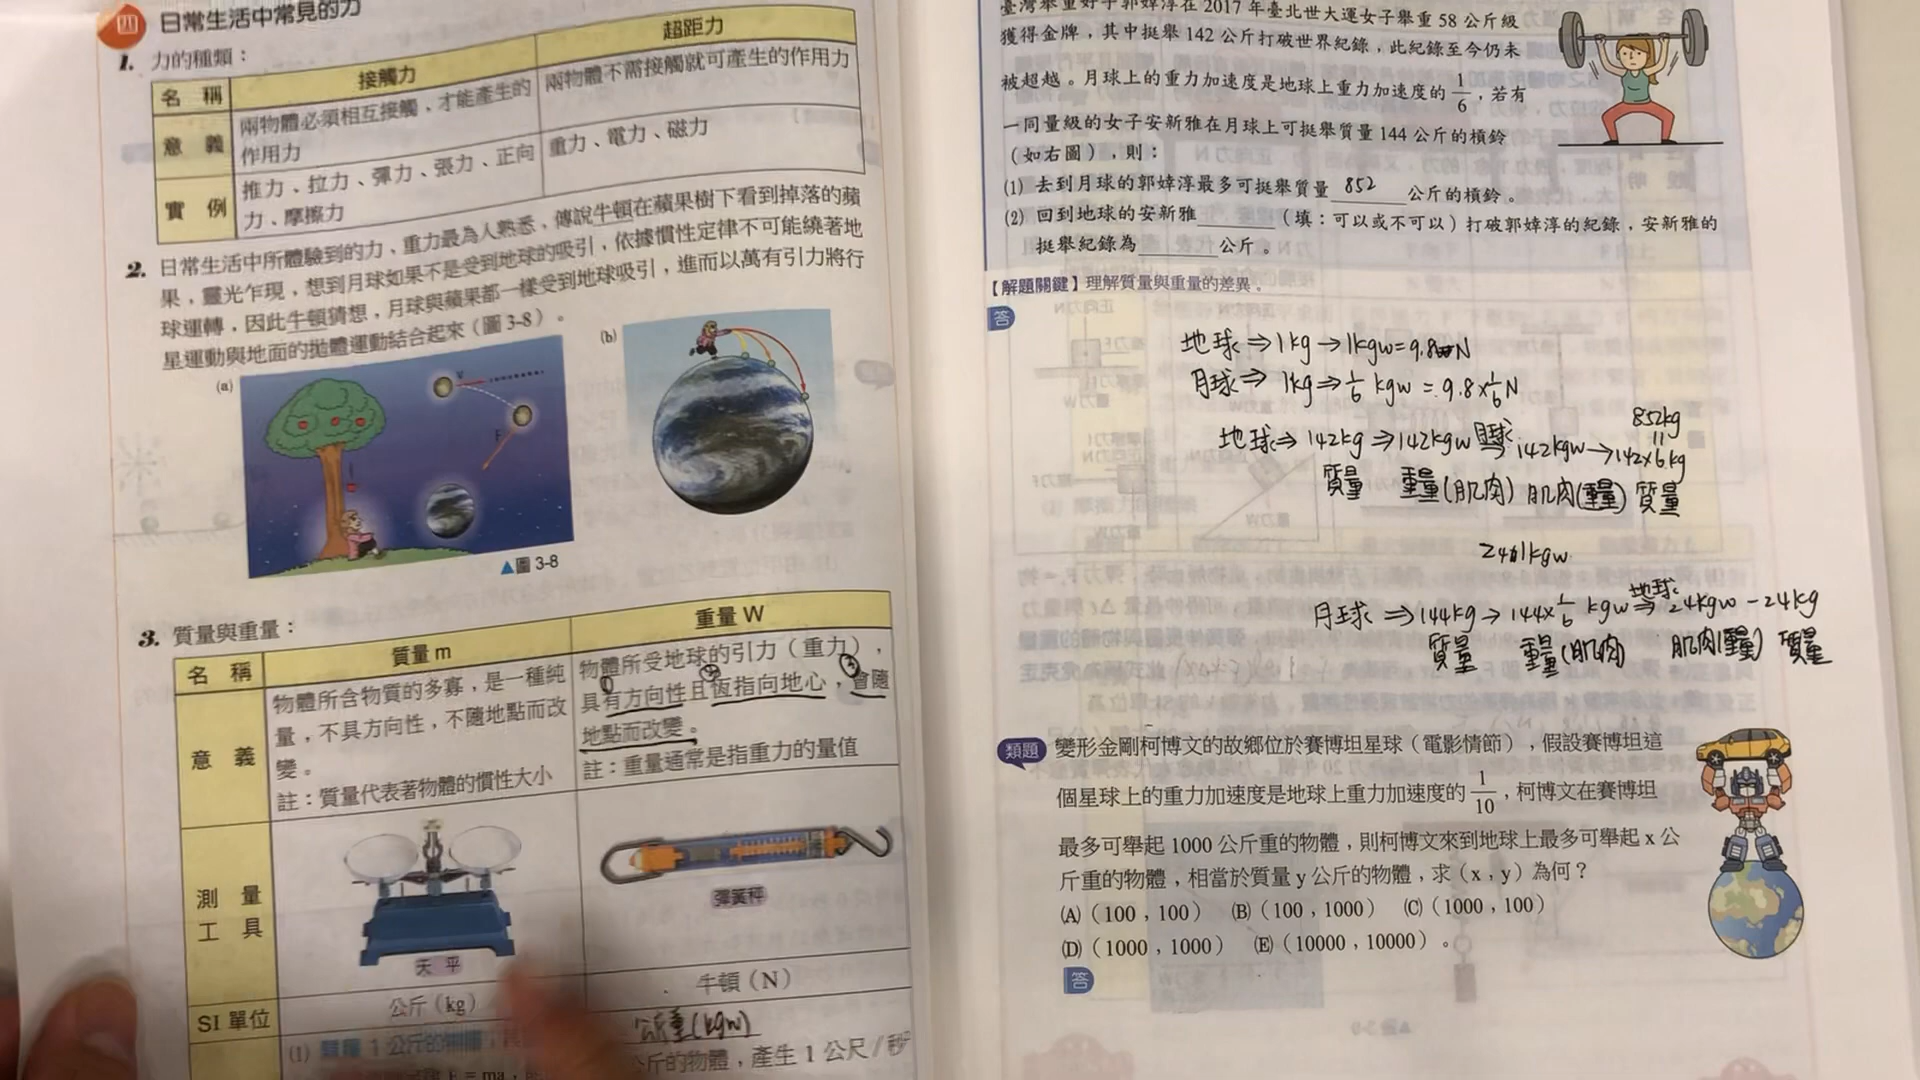 四 日常生活中常見的力
1. 力的種類：
名 稱 接觸力 超距力
意 義 兩物體必須相互接觸，才能產生的作用力 兩物體不需接觸就可產生的作用力
實 例 推力、拉力、彈力、張力、正向力、摩擦力 重力、電力、磁力
2. 日常生活中所體驗到的力、重力最為人熟悉，傳說牛頓在蘋果樹下看到掉落的蘋
果，靈光乍現，想到月球如果不是受到地球的吸引，依據慣性定律不可能繞著地
球運轉，因此牛頓猜想，月球與蘋果都一樣受到地球吸引，進而以萬有引力將行
星運動與地面的拋體運動結合起來（圖 3-8）。
(a)
(b)
V
F
▲圖 3-8
3. 質量與重量：
名 稱 質量 m 重量 W
意 義
物體所含物質的多寡，是一種純
量，不具方向性，不隨地點而改
變。
註：質量代表著物體的慣性大小
物體所受地球的引力（重力），
具有方向性且恆指向地心，會隨
地點而改變。
註：重量通常是指重力的量值
測 量
工 具
天 平
彈簧秤
SI 單位 公斤（kg） 牛頓（N）
公斤重(kgw)
公斤的物體，產生 1 公尺／秒
臺灣舉重好手郭婞淳在 2017 年臺北世大運女子舉重 58 公斤級
獲得金牌，其中挺舉 142 公斤打破世界紀錄，此紀錄至今仍未
被超越。月球上的重力加速度是地球上重力加速度的 1/6，若有
一同量級的女子安新雅在月球上可挺舉質量 144 公斤的槓鈴
（如右圖），則：
(1) 去到月球的郭婞淳最多可挺舉質量 852 公斤的槓鈴。
(2) 回到地球的安新雅______（填：可以或不可以）打破郭婞淳的紀錄，安新雅的
挺舉紀錄為______公斤。
【解題關鍵】理解質量與重量的差異。
答
地球⇒1kg→1kgw=9.8N
月球⇒ 1kg⇒1/6 kgw = 9.8×1/6N
852kg
地球⇒142kg⇒142kgw 月球⇒ 142kgw→142×6kg
質量 重量(肌肉) 肌肉(重量) 質量
月球⇒144kg→144×1/6 kgw 地球⇒ 24kgw-24kg
質量 重量(肌肉 肌肉(重量) 質量
類題 變形金剛柯博文的故鄉位於賽博坦星球（電影情節），假設賽博坦這
個星球上的重力加速度是地球上重力加速度的 1/10，柯博文在賽博坦
最多可舉起 1000 公斤重的物體，則柯博文來到地球上最多可舉起 x 公
斤重的物體，相當於質量 y 公斤的物體，求（x，y）為何？
(A)（100，100） (B)（100，1000） (C)（1000，100）
(D)（1000，1000） (E)（10000，10000）。
答